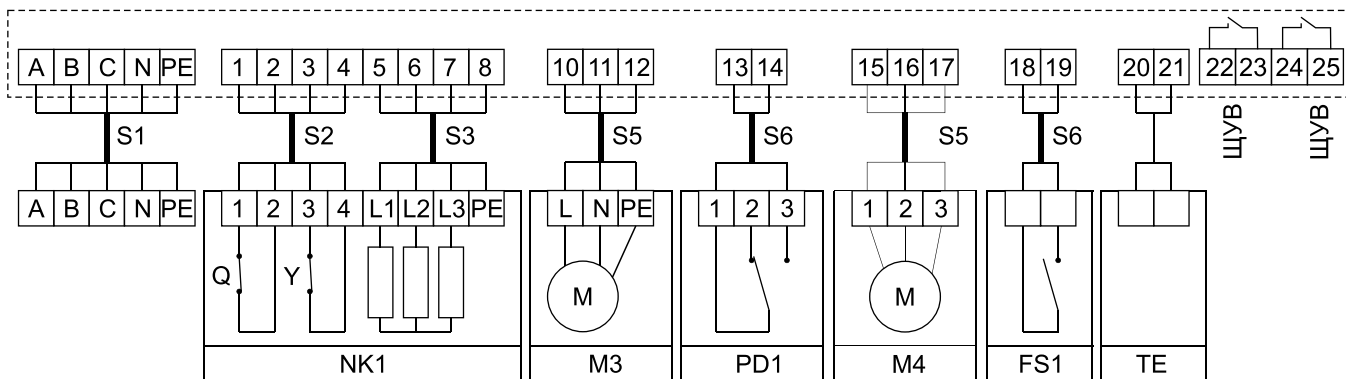 A B C N PE 1 2 3 4 5 6 7 8 10 11 12 13 14 15 16 17 18 19 20 21 22 23 24 25
S1 S2 S3 S5 S6 S5 S6 ЩУВ ЩУВ
A B C N PE 1 2 3 4 L1 L2 L3 PE L N PE 1 2 3 1 2 3
Q Y M M
NK1 M3 PD1 M4 FS1 TE